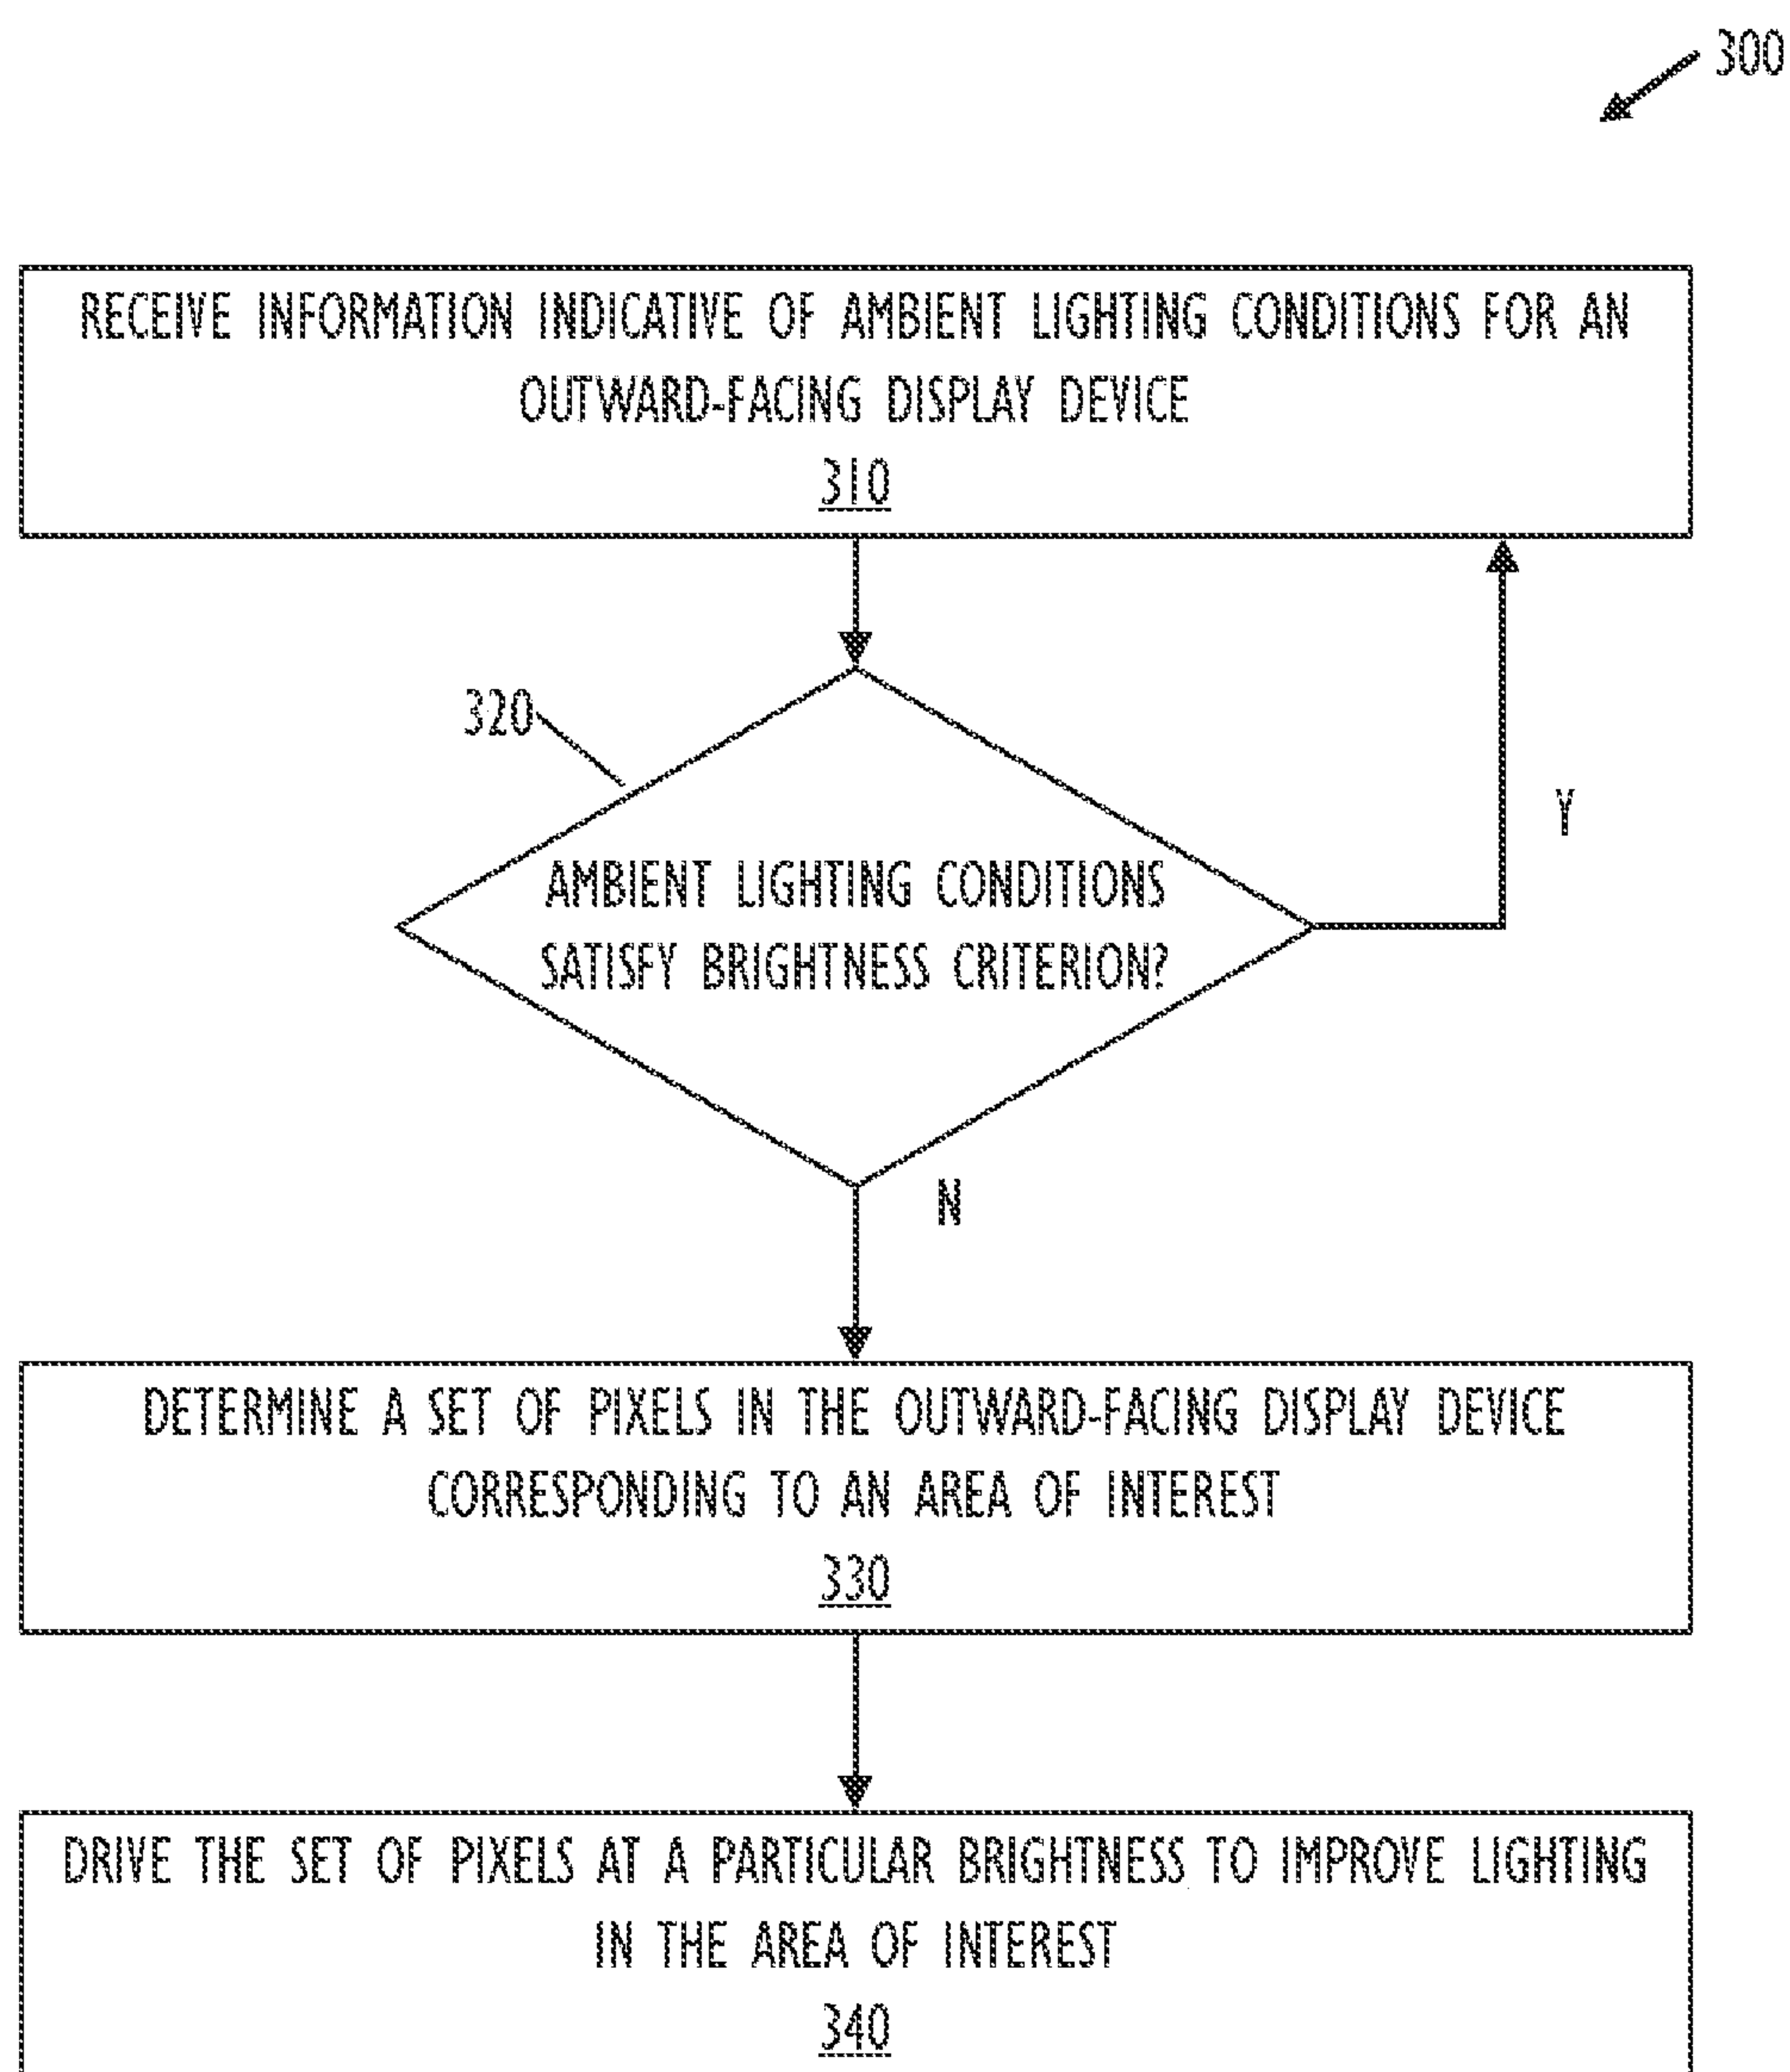 300
RECEIVE INFORMATION INDICATIVE OF AMBIENT LIGHTING CONDITIONS FOR AN
OUTWARD-FACING DISPLAY DEVICE
310
320
AMBIENT LIGHTING CONDITIONS
SATISFY BRIGHTNESS CRITERION?
Y
N
DETERMINE A SET OF PIXELS IN THE OUTWARD-FACING DISPLAY DEVICE
CORRESPONDING TO AN AREA OF INTEREST
330
DRIVE THE SET OF PIXELS AT A PARTICULAR BRIGHTNESS TO IMPROVE LIGHTING
IN THE AREA OF INTEREST
340